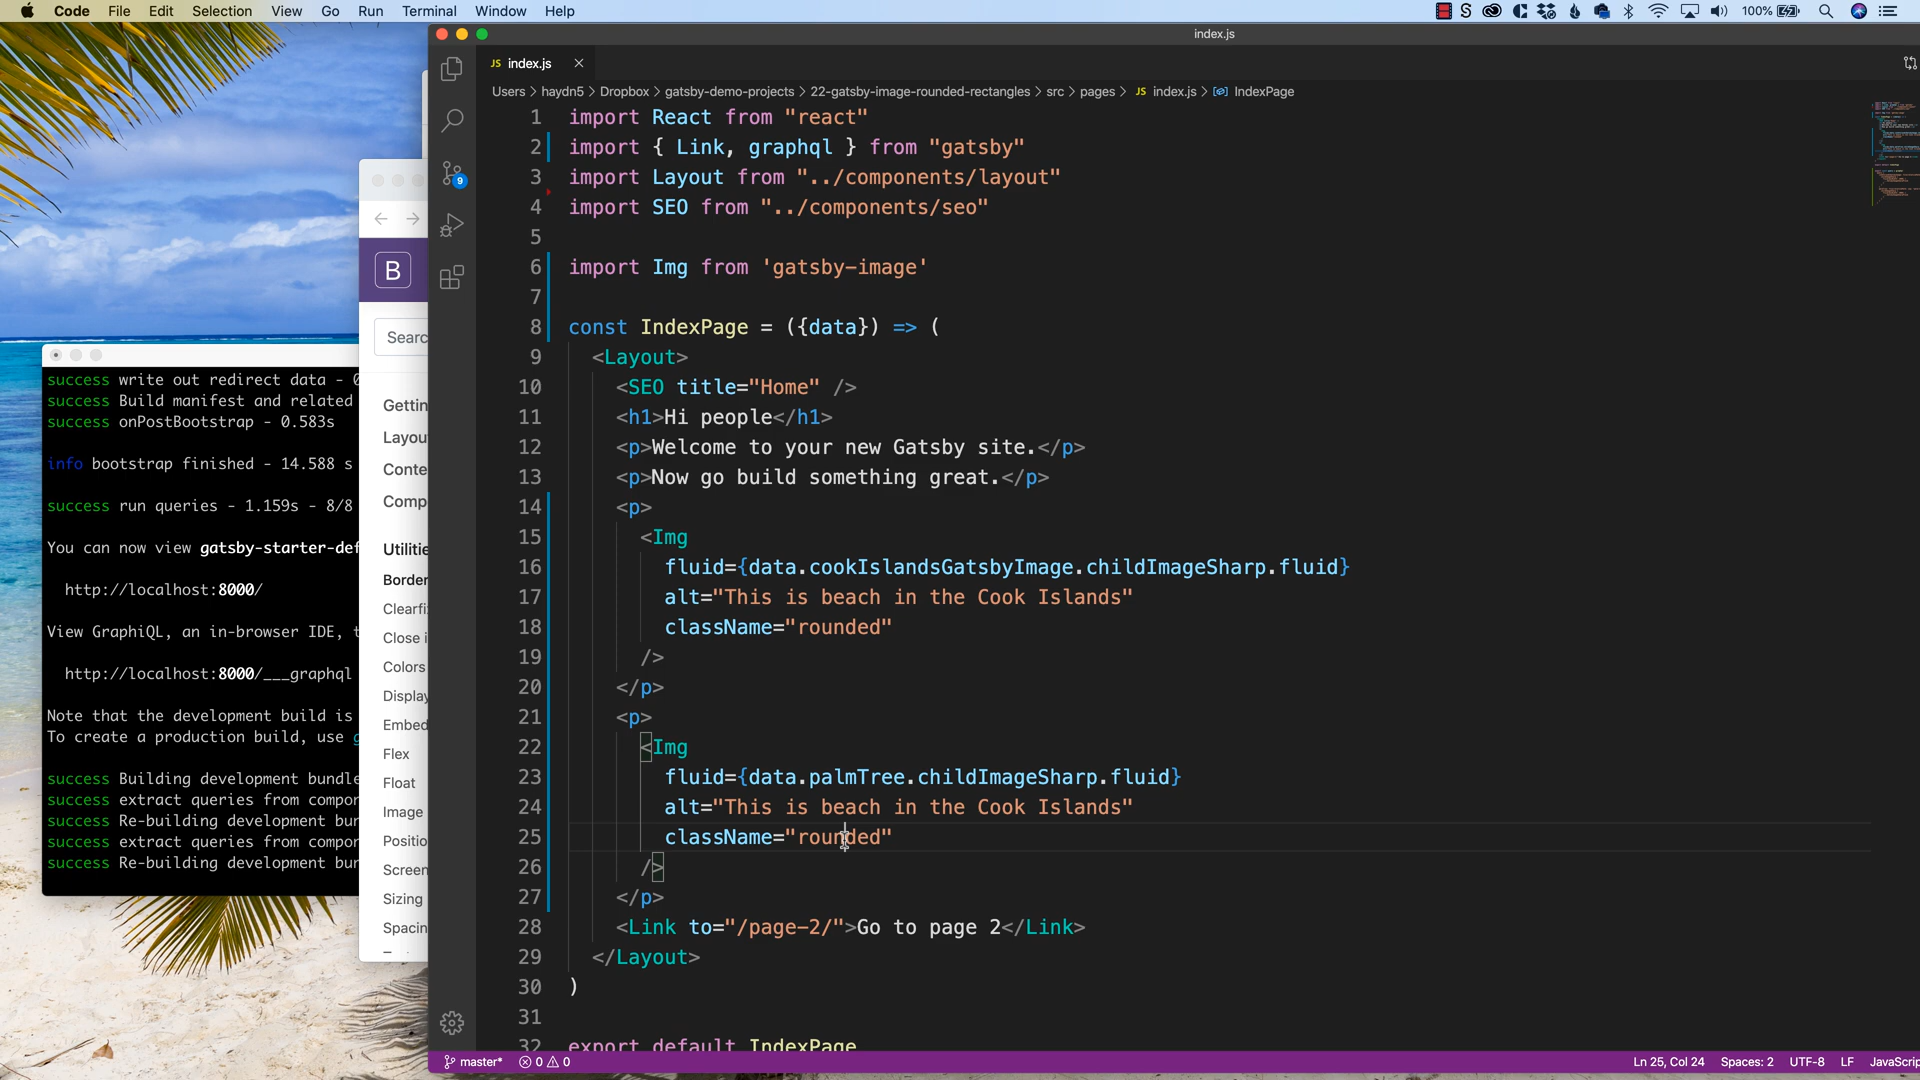 Code File Edit Selection View Go Run Terminal Window Help 100%
index.js
JS index.js
Users > haydn5 > Dropbox > gatsby-demo-projects > 22-gatsby-image-rounded-rectangles > src > pages > JS index.js > IndexPage
1 import React from "react"
2 import { Link, graphql } from "gatsby"
3 import Layout from "../components/layout"
4 import SEO from "../components/seo"
5
6 import Img from 'gatsby-image'
7
8 const IndexPage = ({data}) => (
9 <Layout>
10 <SEO title="Home" />
11 <h1>Hi people</h1>
12 <p>Welcome to your new Gatsby site.</p>
13 <p>Now go build something great.</p>
14 <p>
15 <Img
16 fluid={data.cookIslandsGatsbyImage.childImageSharp.fluid}
17 alt="This is beach in the Cook Islands"
18 className="rounded"
19 />
20 </p>
21 <p>
22 <Img
23 fluid={data.palmTree.childImageSharp.fluid}
24 alt="This is beach in the Cook Islands"
25 className="rounded"
26 />
27 </p>
28 <Link to="/page-2/">Go to page 2</Link>
29 </Layout>
30 )
31
32 export default IndexPage
9
master* 0 0 Ln 25, Col 24 Spaces: 2 UTF-8 LF JavaScrip
B
Searc
Gettin
Layou
Conte
Comp
Utilitie
Border
Clearfi
Close i
Colors
Display
Embed
Flex
Float
Image
Positio
Screen
Sizing
Spacin
success write out redirect data - 0
success Build manifest and related
success onPostBootstrap - 0.583s
info bootstrap finished - 14.588 s
success run queries - 1.159s - 8/8
You can now view gatsby-starter-def
http://localhost:8000/
View GraphiQL, an in-browser IDE, t
http://localhost:8000/___graphql
Note that the development build is
To create a production build, use g
success Building development bundle
success extract queries from compor
success Re-building development bur
success extract queries from compor
success Re-building development bur